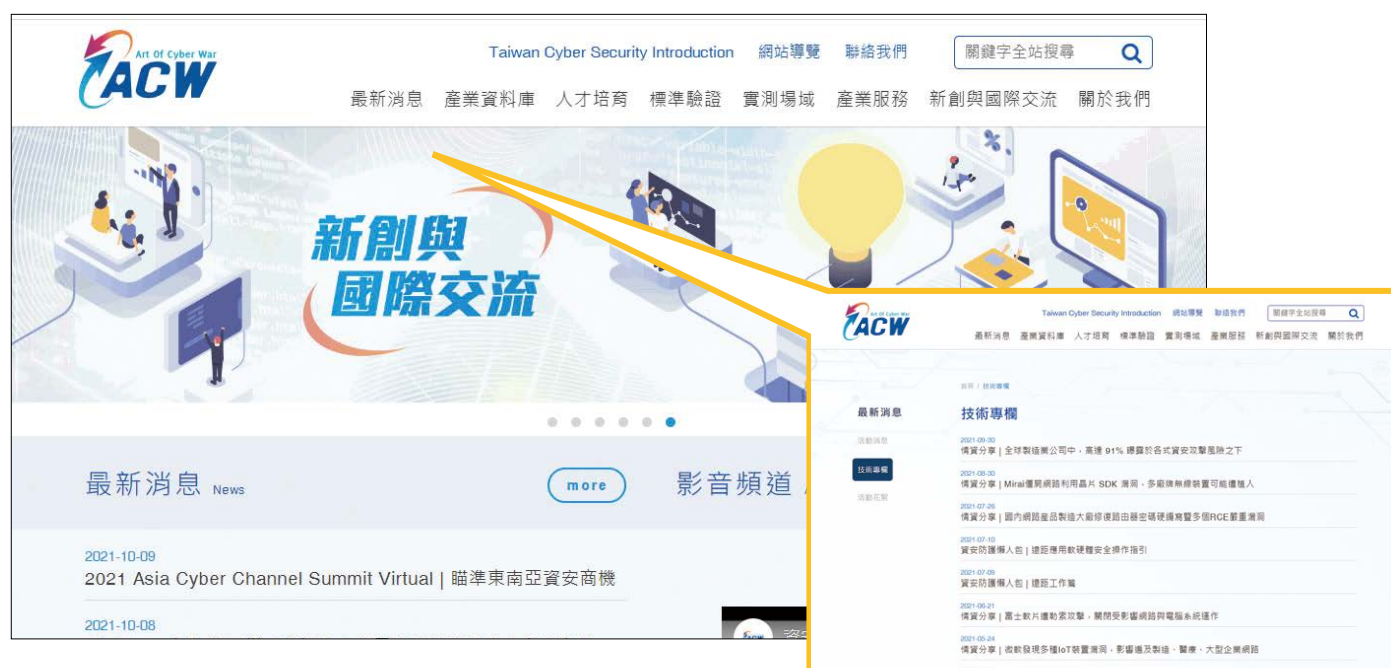 Art Of Cyber War
ACW
Taiwan Cyber Security Introduction 網站導覽 聯絡我們 關鍵字全站搜尋
最新消息 產業資料庫 人才培育 標準驗證 實測場域 產業服務 新創與國際交流 關於我們
新創與
國際交流
最新消息 News
more
影音頻道
2021-10-09
2021 Asia Cyber Channel Summit Virtual | 瞄準東南亞資安商機
2021-10-08
Art Of Cyber War
ACW
Taiwan Cyber Security Introduction 網站導覽 聯絡我們 關鍵字全站搜尋
最新消息 產業資料庫 人才培育 標準驗證 實測場域 產業服務 新創與國際交流 關於我們
首頁 / 技術專欄
最新消息
活動消息
技術專欄
活動花絮
技術專欄
2021-09-30
情資分享 | 全球製造業公司中，高達 91% 曝露於各式資安攻擊風險之下
2021-08-30
情資分享 | Mirai僵屍網路利用晶片 SDK 漏洞，多廠牌無線裝置可能遭植入
2021-07-26
情資分享 | 國內網路產品製造大廠修復路由器密碼硬編寫暨多個RCE嚴重漏洞
2021-07-10
資安防護懶人包 | 遠距應用軟硬體安全操作指引
2021-07-09
資安防護懶人包 | 遠距工作篇
2021-06-21
情資分享 | 富士軟片遭勒索攻擊，關閉受影響網路與電腦系統運作
2021-05-24
情資分享 | 微軟發現多種IoT裝置漏洞，影響遍及製造、醫療、大型企業網路